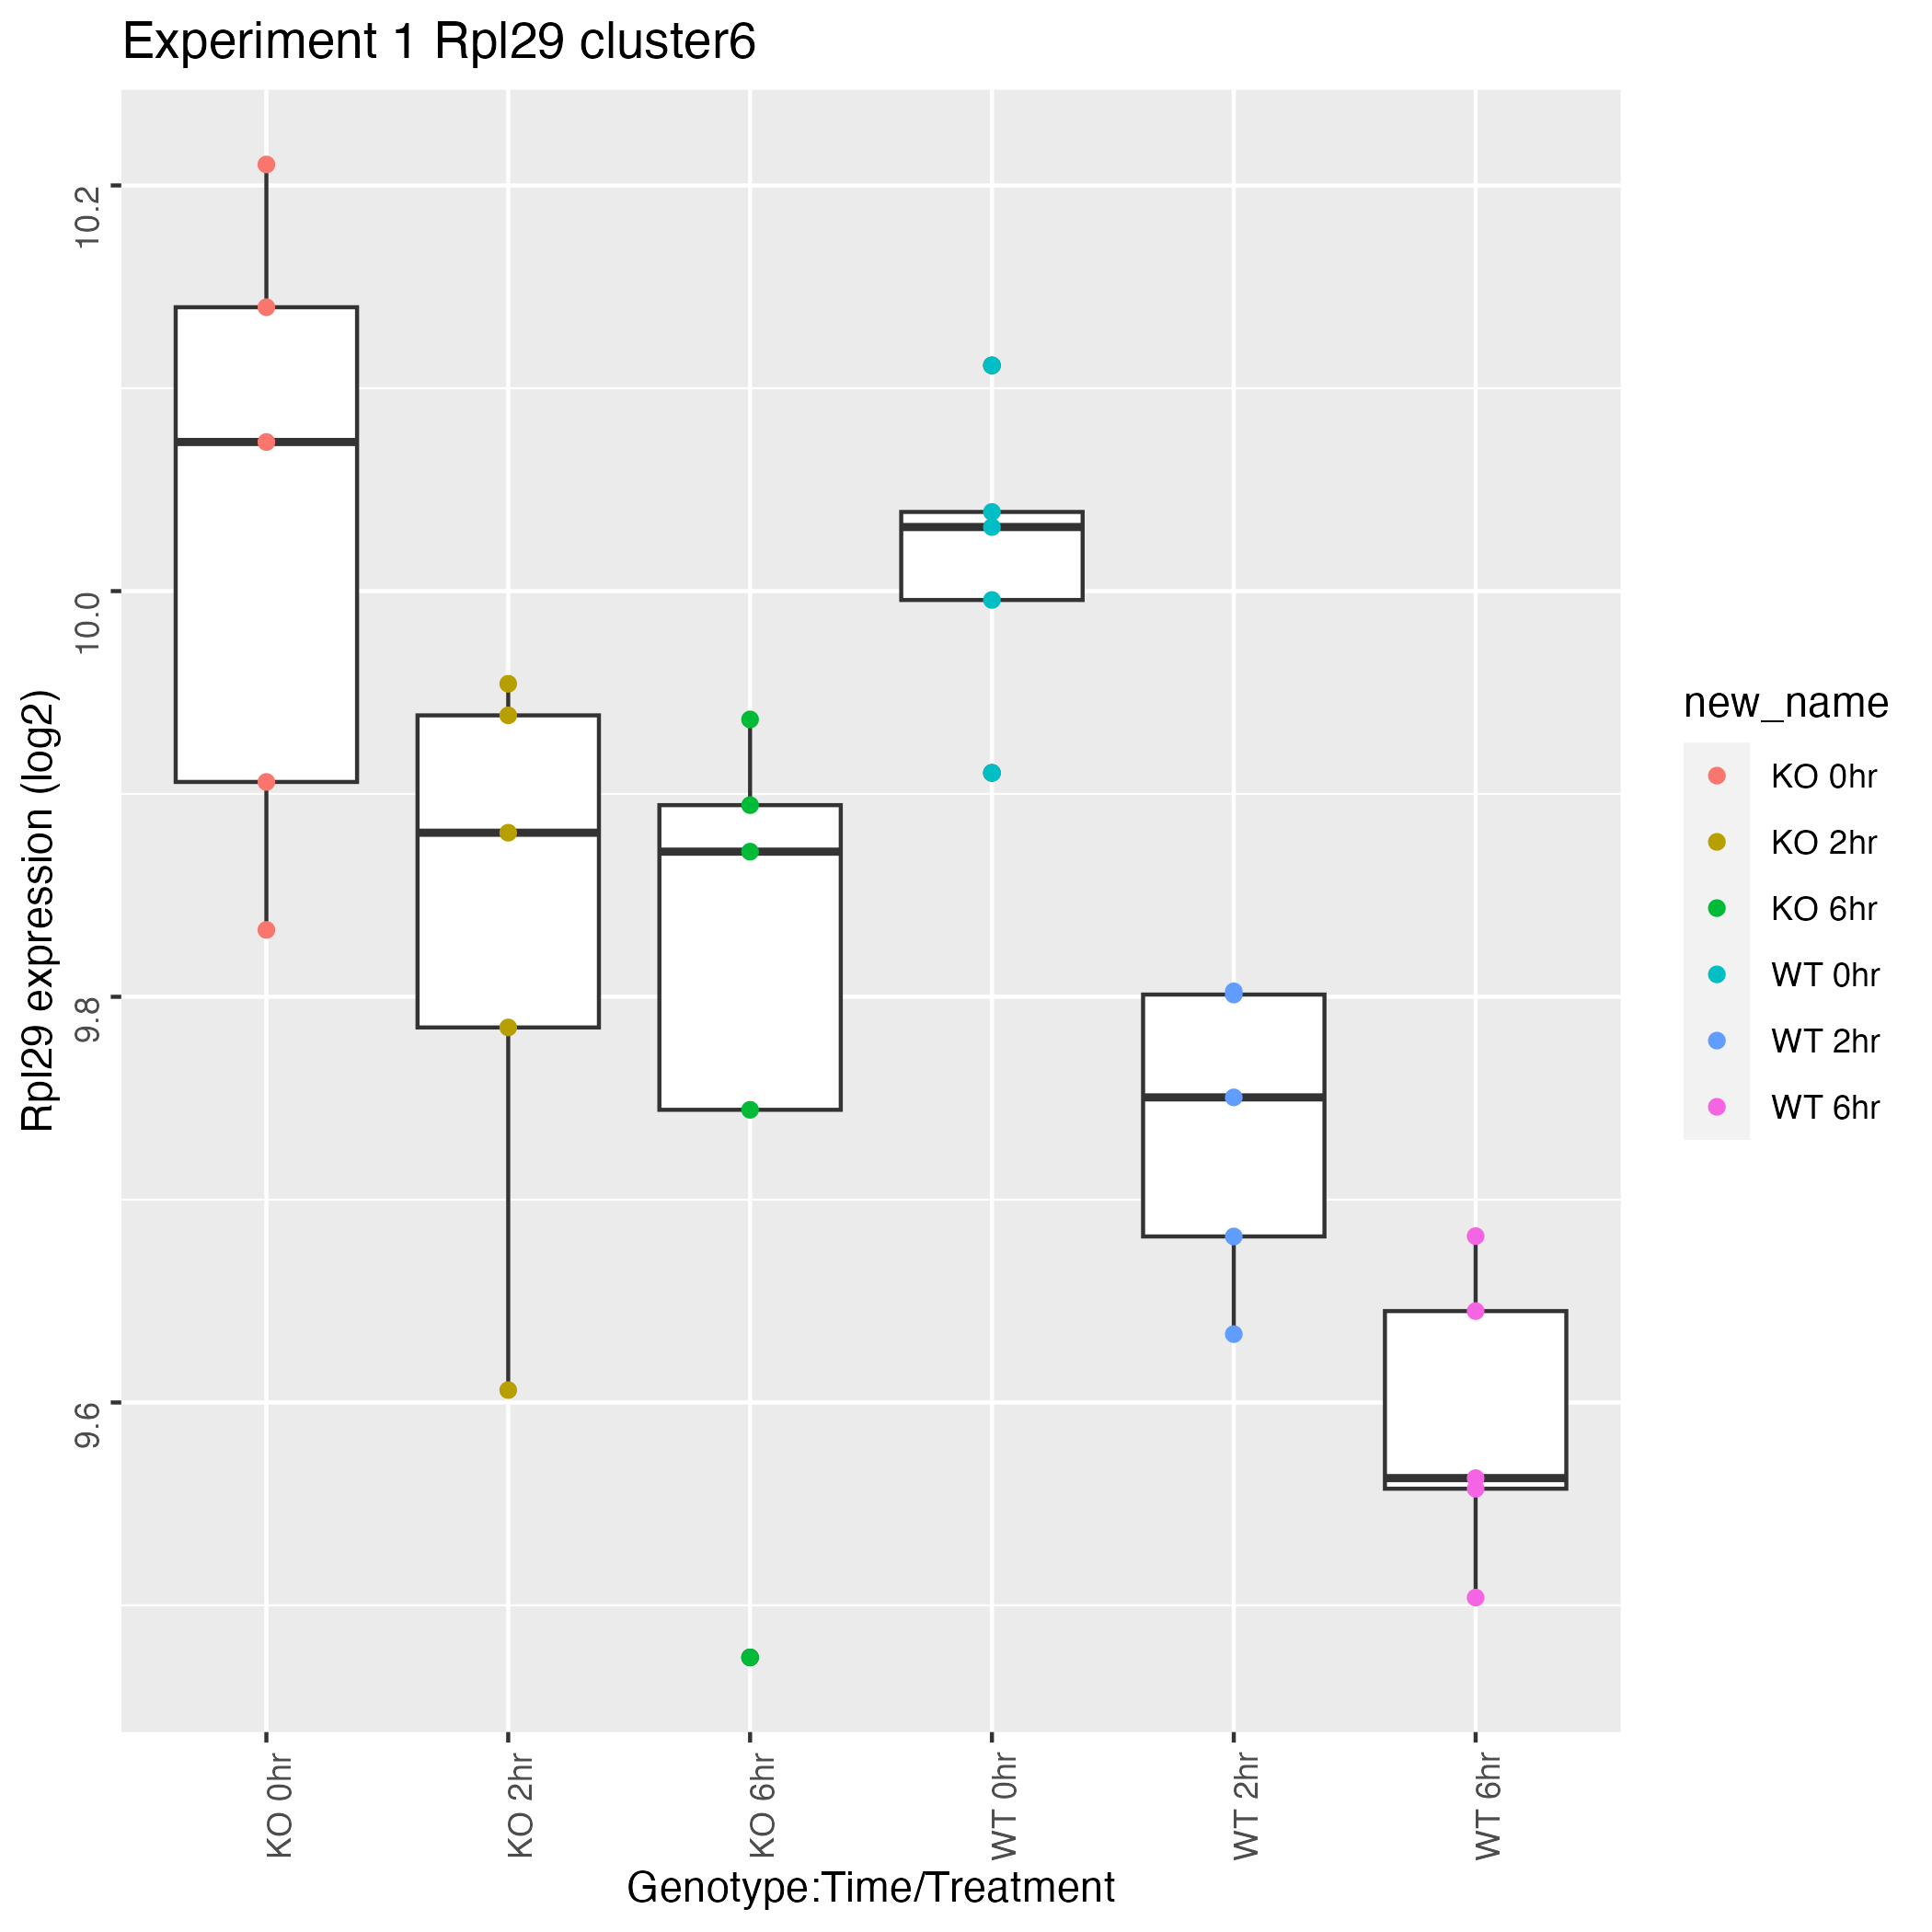 Experiment 1 Rpl29 cluster6
Rpl29 expression (log2)
10.2
10.0
9.8
9.6
KO 0hr
KO 2hr
KO 6hr
WT 0hr
WT 2hr
WT 6hr
Genotype:Time/Treatment
new_name
KO 0hr
KO 2hr
KO 6hr
WT 0hr
WT 2hr
WT 6hr